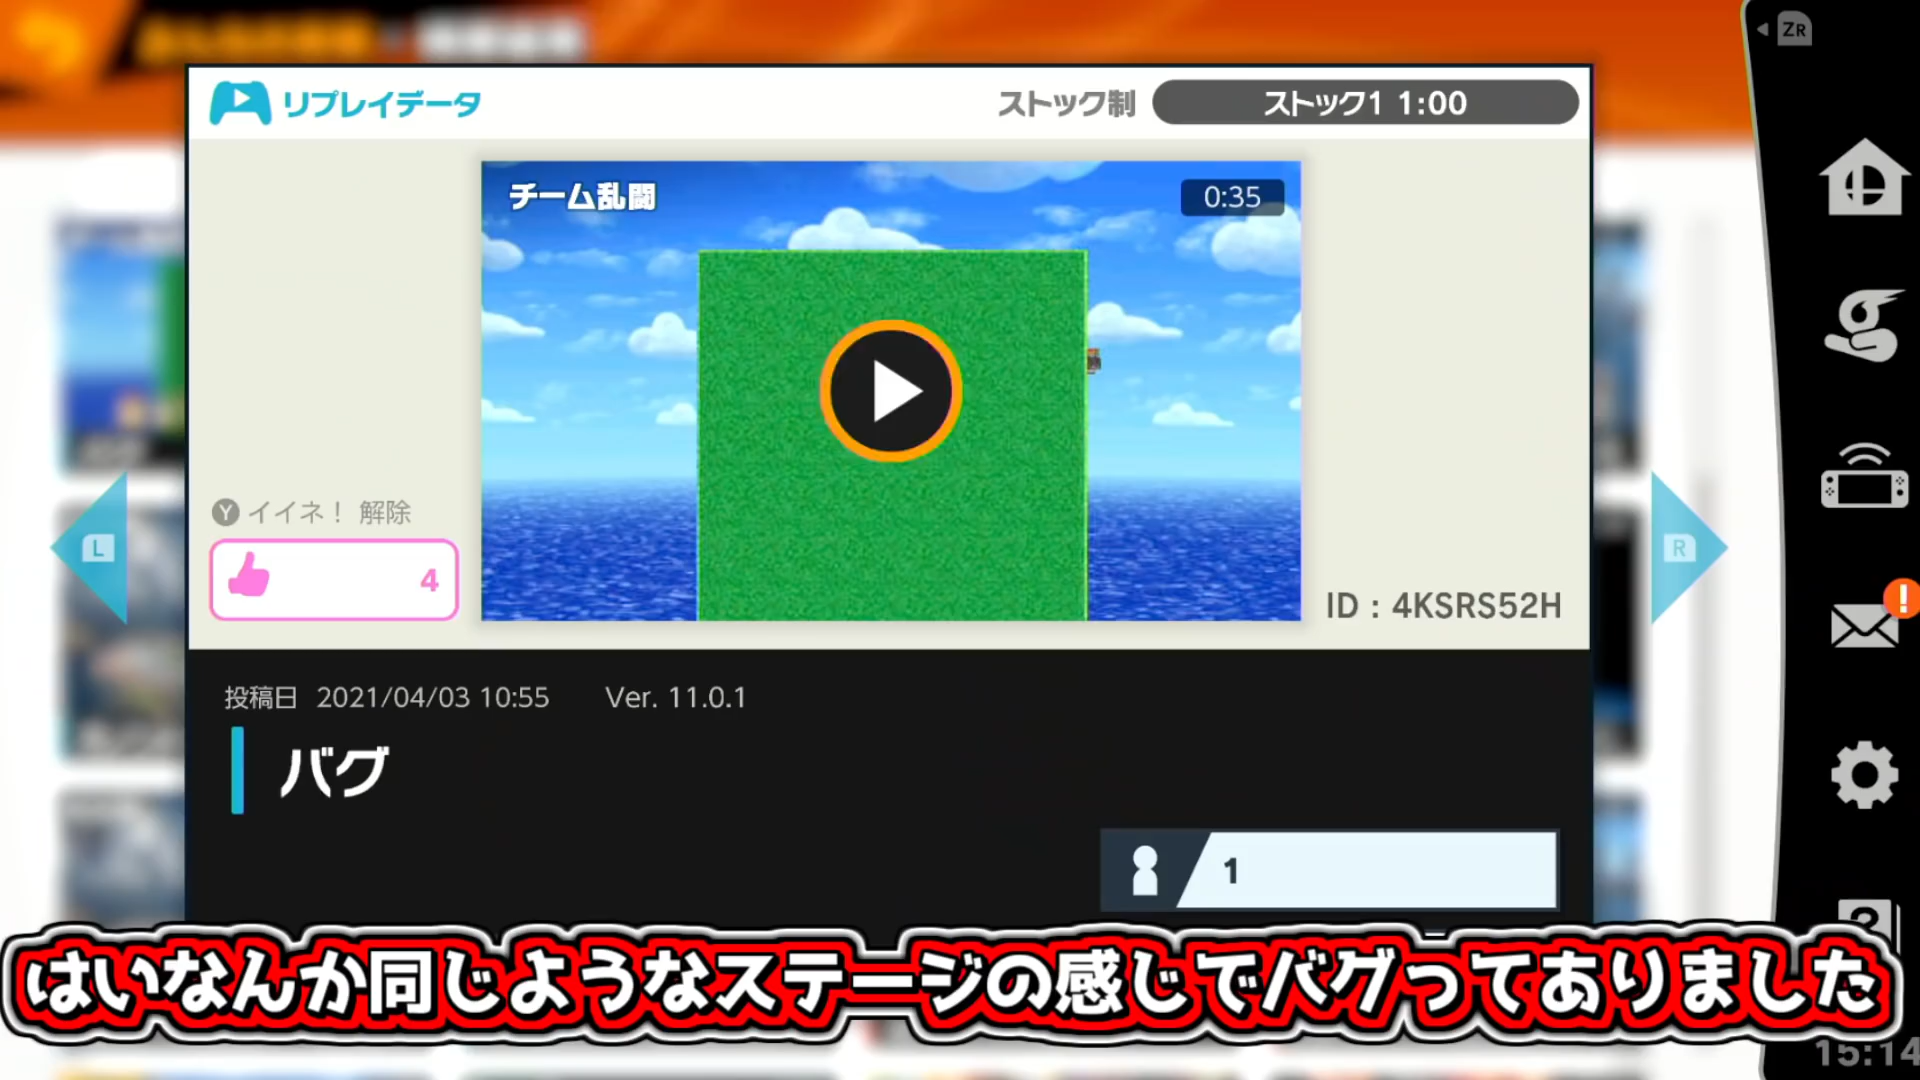 ZR
リプレイデータ
ストック制
ストック1 1:00
チーム乱闘
0:35
Y イイネ！ 解除
4
L
R
ID : 4KSRS52H
投稿日 2021/04/03 10:55 Ver. 11.0.1
バグ
1
はいなんか同じようなステージの感じでバグってありました
15:14